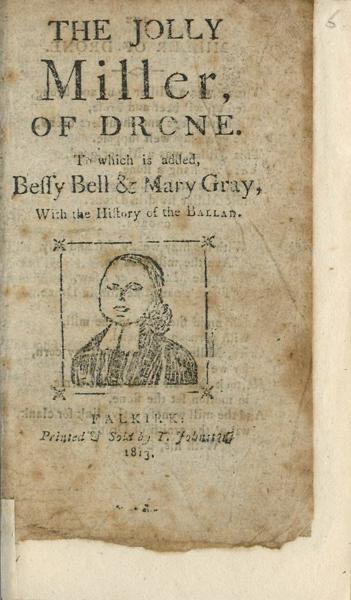 THE JOLLY
Miller,
OF DRONE.
To which is added,
Beſſy Bell & Mary Gray,
With the Hiſtory of the BALLAD.
FALKIRK:
Printed & Sold by T. Johnston
1813.
6